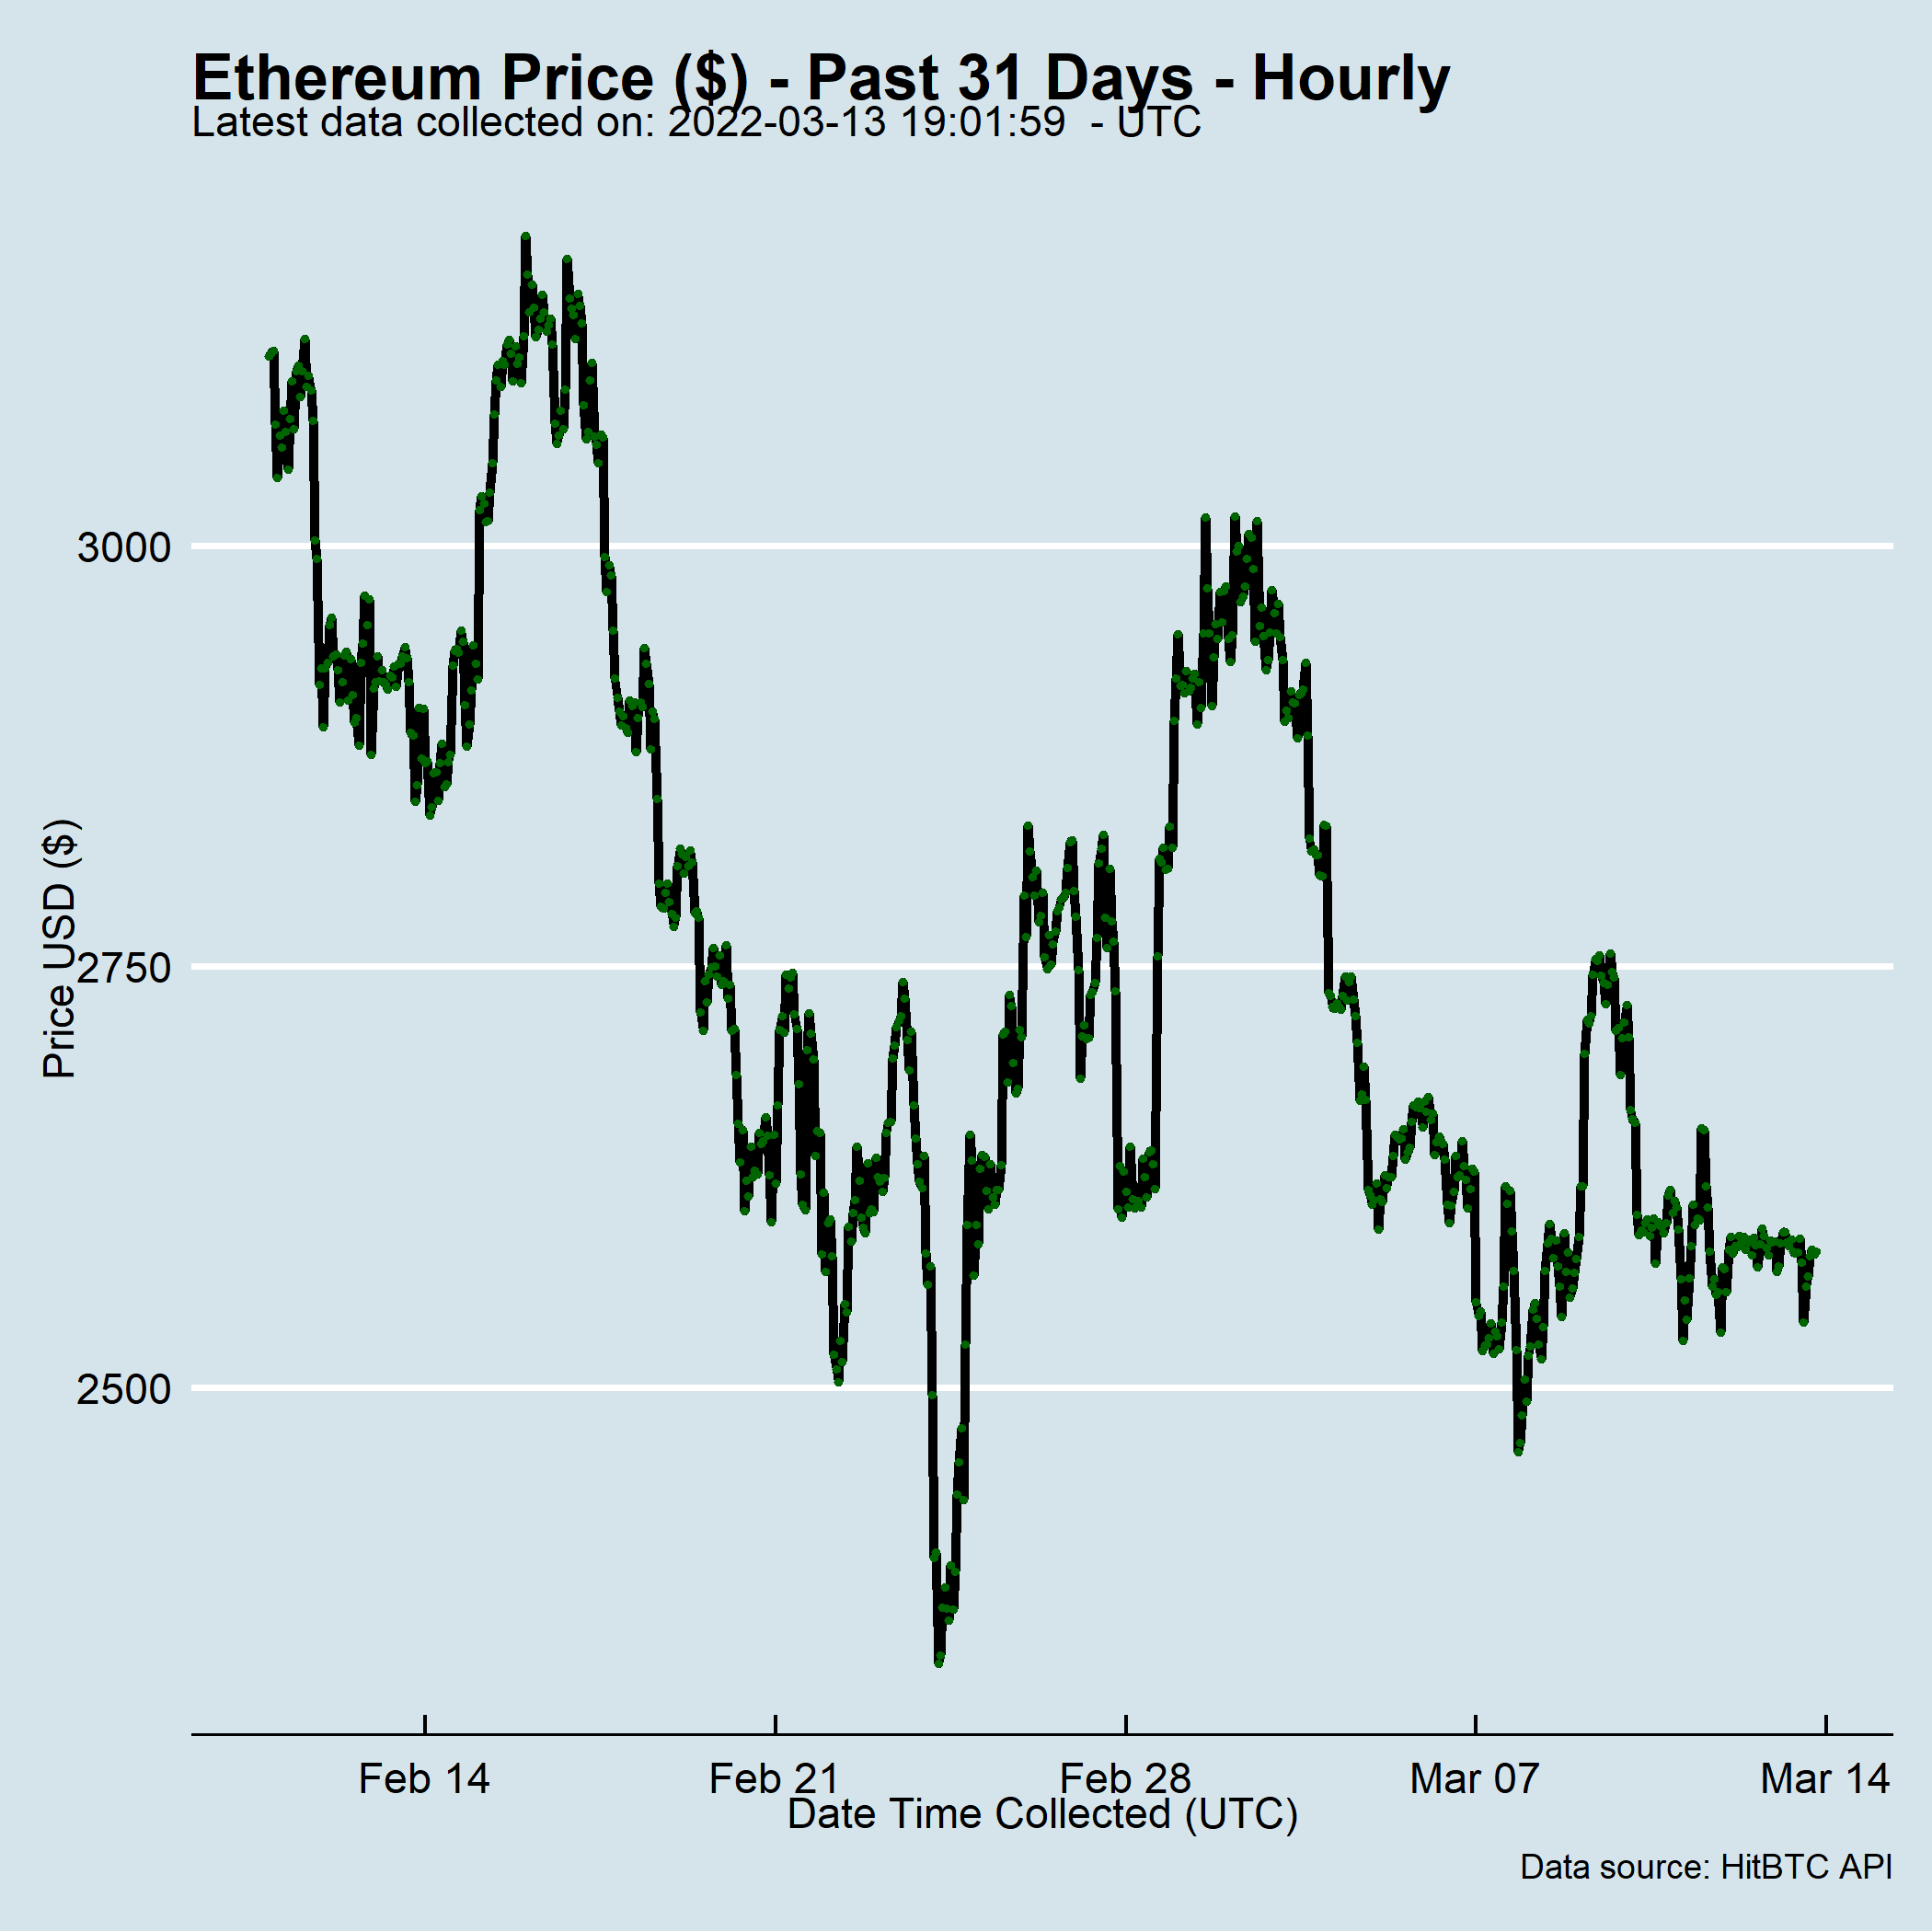 Ethereum Price ($) - Past 31 Days - Hourly
Latest data collected on: 2022-03-13 19:01:59  - UTC
Price USD ($)
3000
2750
2500
Feb 14
Feb 21
Feb 28
Mar 07
Mar 14
Date Time Collected (UTC)
Data source: HitBTC API